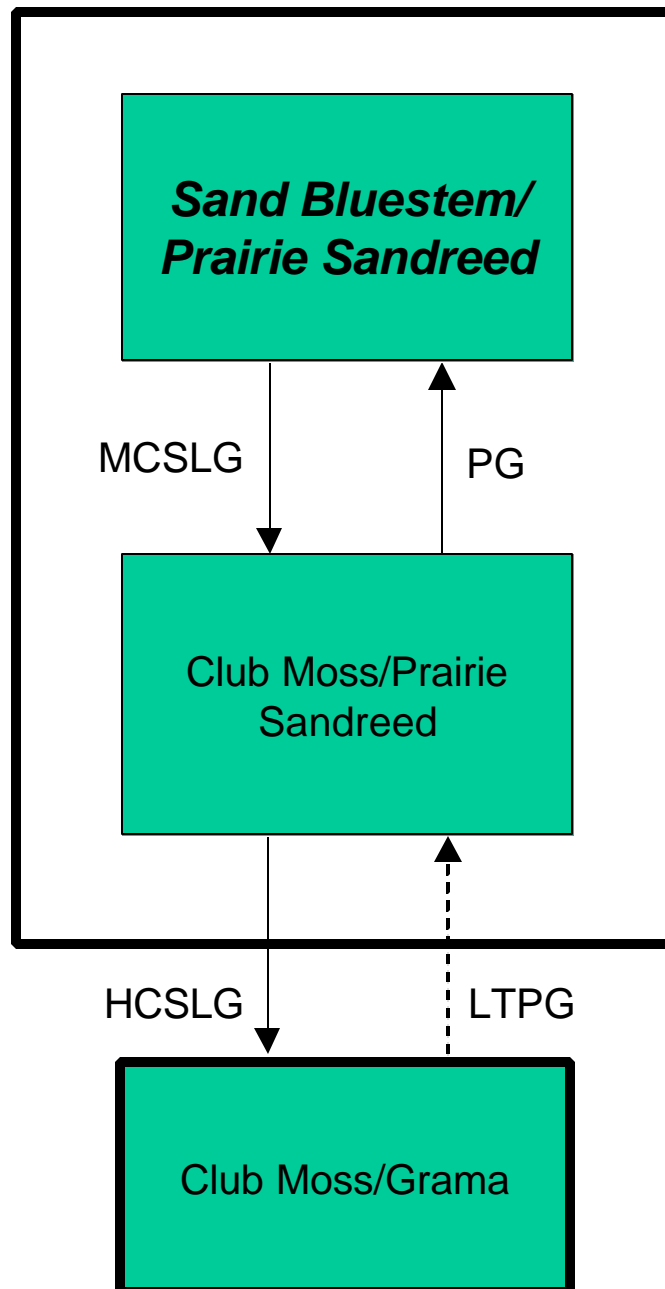 Sand Bluestem/
Prairie Sandreed
MCSLG
PG
Club Moss/Prairie
Sandreed
HCSLG
LTPG
Club Moss/Grama